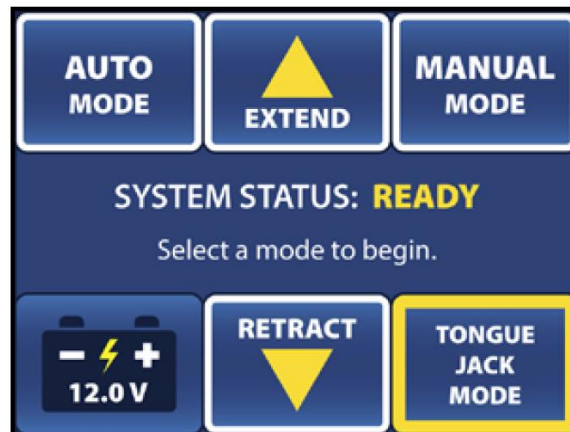 AUTO
MODE
EXTEND
MANUAL
MODE
SYSTEM STATUS: READY
Select a mode to begin.
– +
12.0 V
RETRACT
TONGUE
JACK
MODE